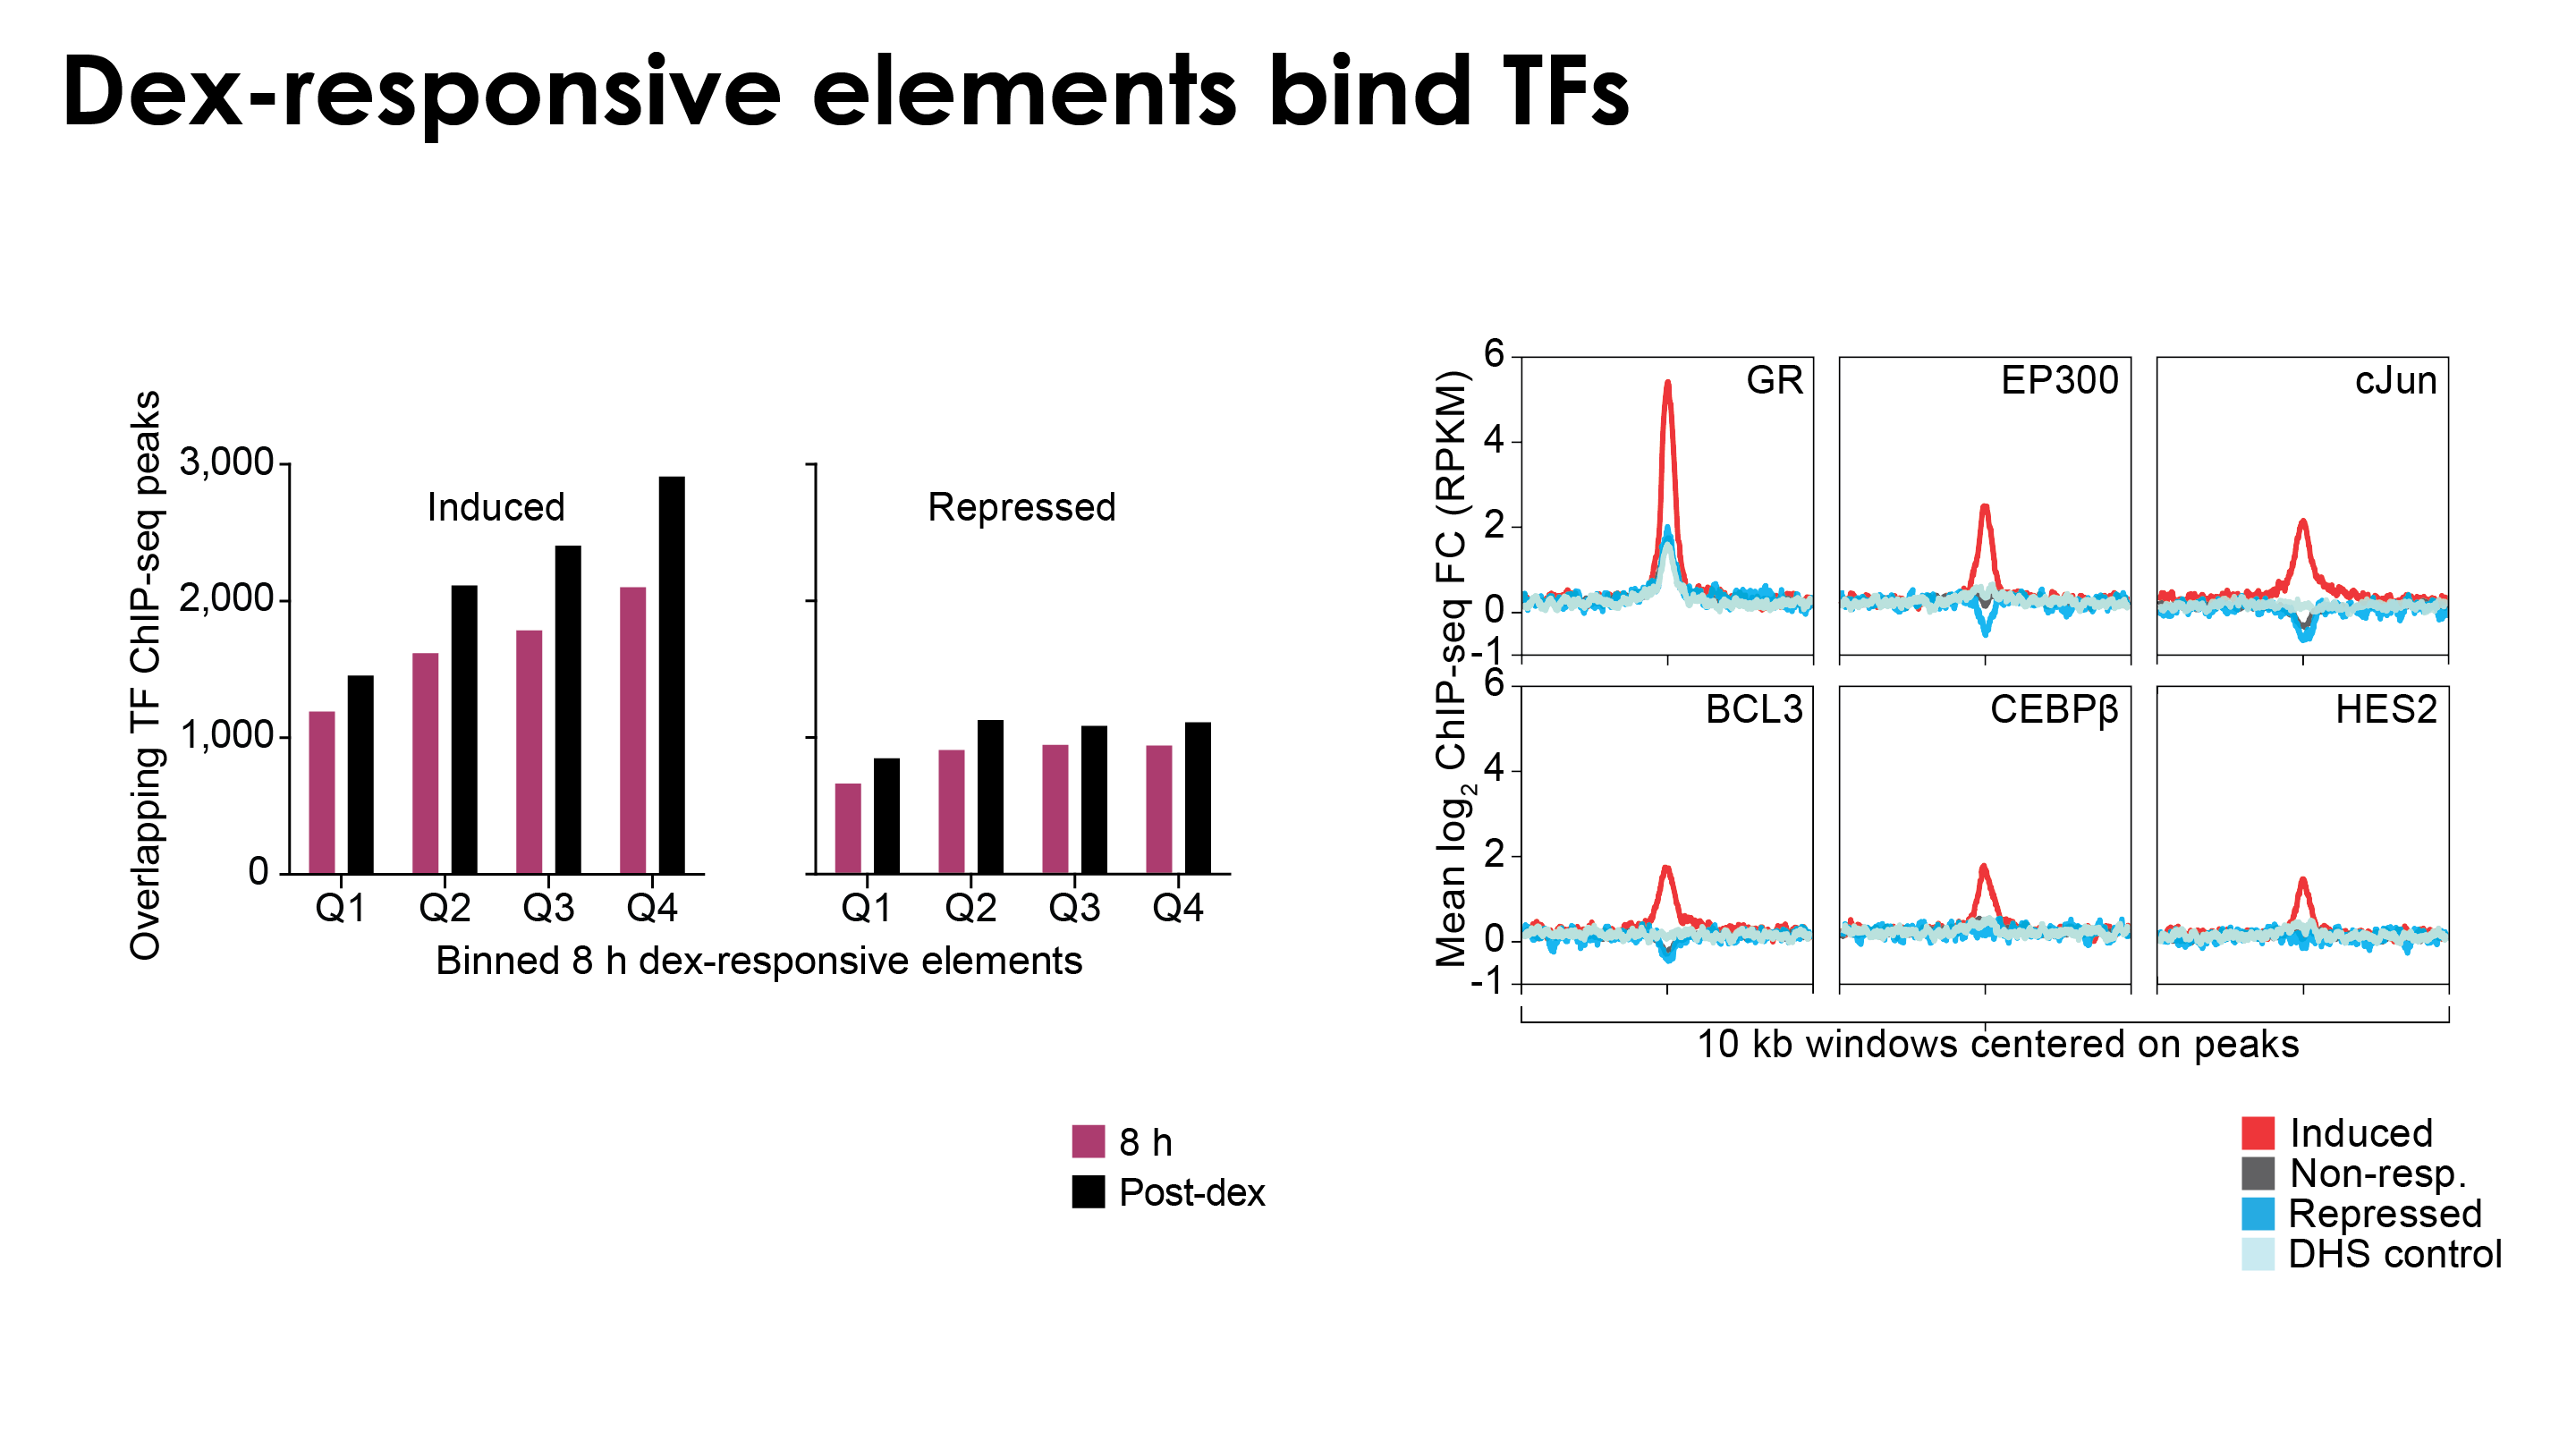 Dex-responsive elements bind TFs
Overlapping TF ChIP-seq peaks
3,000
2,000
1,000
0
Induced
Q1 Q2 Q3 Q4
Repressed
Q1 Q2 Q3 Q4
Binned 8 h dex-responsive elements
8 h
Post-dex
Mean log2 ChIP-seq FC (RPKM)
6
4
2
0
-1
GR
EP300
cJun
6
4
2
0
-1
BCL3
CEBPβ
HES2
10 kb windows centered on peaks
Induced
Non-resp.
Repressed
DHS control